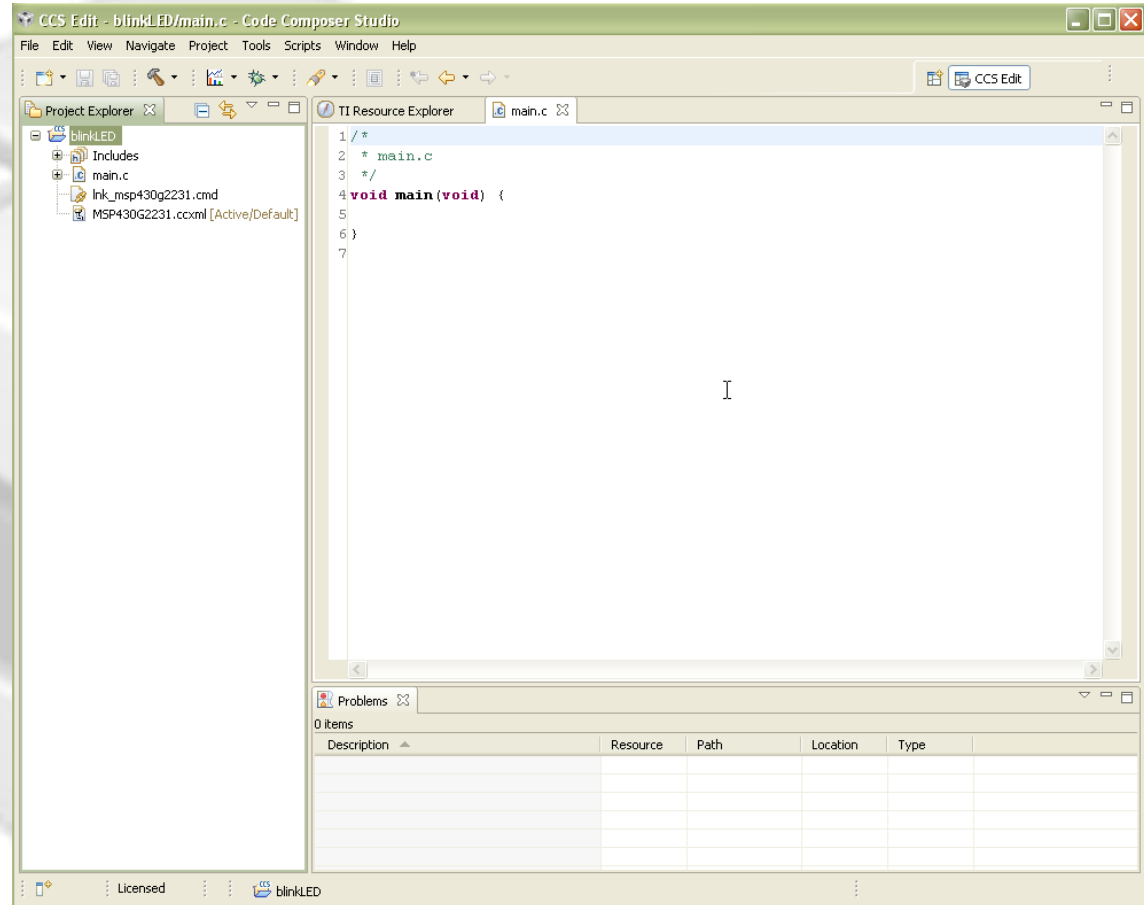 CCS Edit - blinkLED/main.c - Code Composer Studio
File Edit View Navigate Project Tools Scripts Window Help
CCS Edit
Project Explorer
blinkLED
Includes
main.c
lnk_msp430g2231.cmd
MSP430G2231.ccxml [Active/Default]
TI Resource Explorer main.c
1 /*
2  * main.c
3  */
4 void main(void) {
5
6 }
7
Problems
0 items
Description Resource Path Location Type
Licensed blinkLED